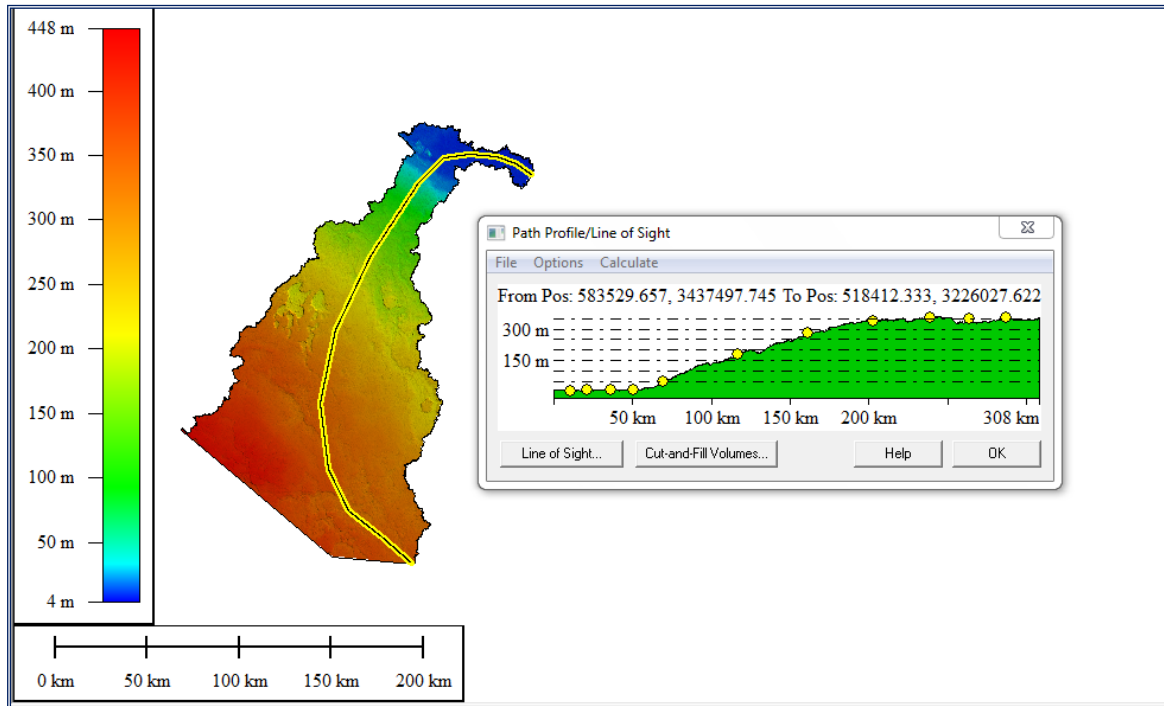 448 m
400 m
350 m
300 m
250 m
200 m
150 m
100 m
50 m
4 m
0 km 50 km 100 km 150 km 200 km
Path Profile/Line of Sight
File Options Calculate
From Pos: 583529.657, 3437497.745 To Pos: 518412.333, 3226027.622
300 m
150 m
50 km 100 km 150 km 200 km 308 km
Line of Sight... Cut-and-Fill Volumes... Help OK